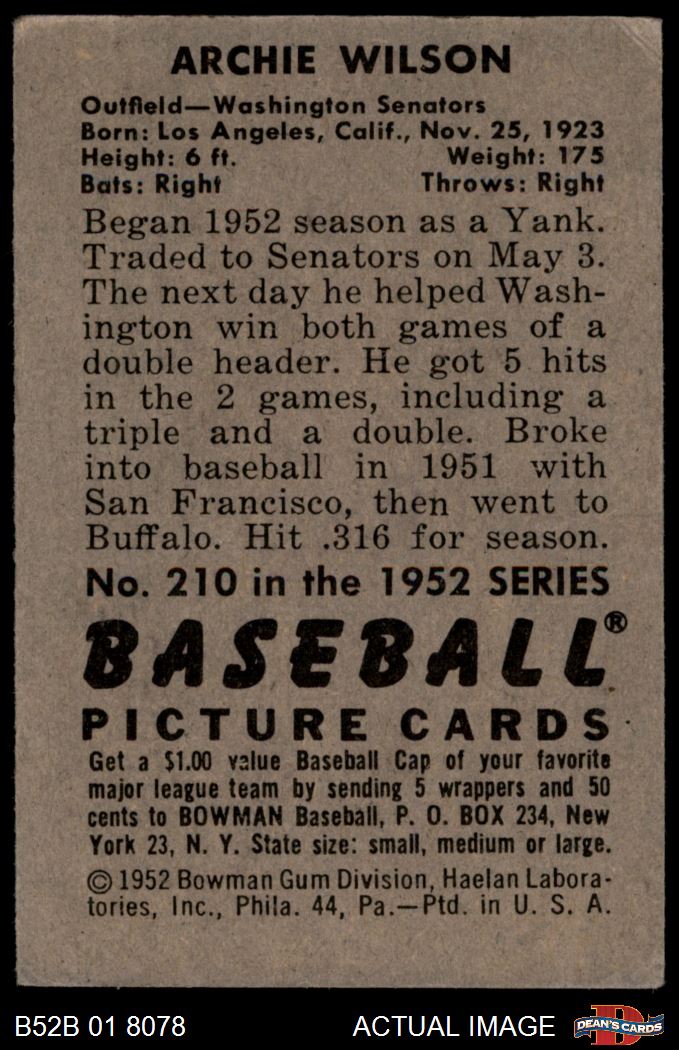 ARCHIE WILSON
Outfield—Washington Senators
Born: Los Angeles, Calif., Nov. 25, 1923
Height: 6 ft. Weight: 175
Bats: Right Throws: Right
Began 1952 season as a Yank.
Traded to Senators on May 3.
The next day he helped Wash-
ington win both games of a
double header. He got 5 hits
in the 2 games, including a
triple and a double. Broke
into baseball in 1951 with
San Francisco, then went to
Buffalo. Hit .316 for season.
No. 210 in the 1952 SERIES
BASEBALL®
PICTURE CARDS
Get a $1.00 value Baseball Cap of your favorite
major league team by sending 5 wrappers and 50
cents to BOWMAN Baseball, P. O. BOX 234, New
York 23, N. Y. State size: small, medium or large.
© 1952 Bowman Gum Division, Haelan Labora-
tories, Inc., Phila. 44, Pa.—Ptd. in U. S. A.
B52B 01 8078 ACTUAL IMAGE DEAN'S CARDS